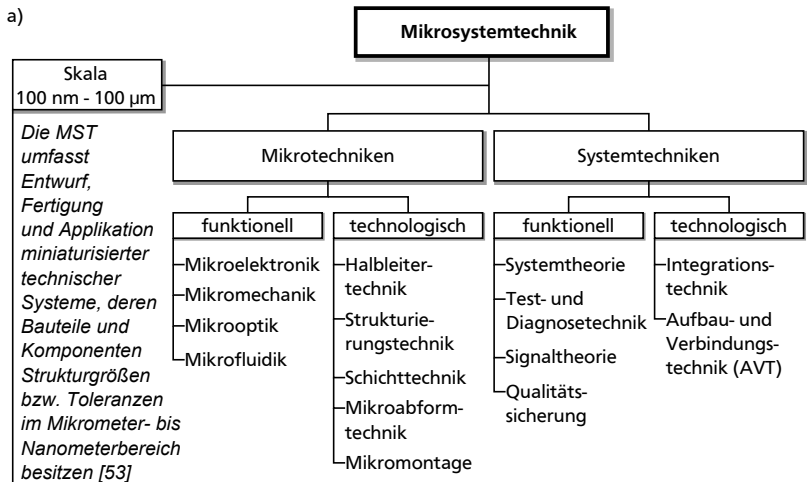 a)
Mikrosystemtechnik
Skala
100 nm - 100 µm
Die MST
umfasst
Entwurf,
Fertigung
und Applikation
miniaturisierter
technischer
Systeme, deren
Bauteile und
Komponenten
Strukturgrößen
bzw. Toleranzen
im Mikrometer- bis
Nanometerbereich
besitzen [53]
Mikrotechniken
funktionell
Mikroelektronik
Mikromechanik
Mikrooptik
Mikrofluidik
technologisch
Halbleiter-
technik
Strukturie-
rungstechnik
Schichttechnik
Mikroabform-
technik
Mikromontage
Systemtechniken
funktionell
Systemtheorie
Test- und
Diagnosetechnik
Signaltheorie
Qualitäts-
sicherung
technologisch
Integrations-
technik
Aufbau- und
Verbindungs-
technik (AVT)